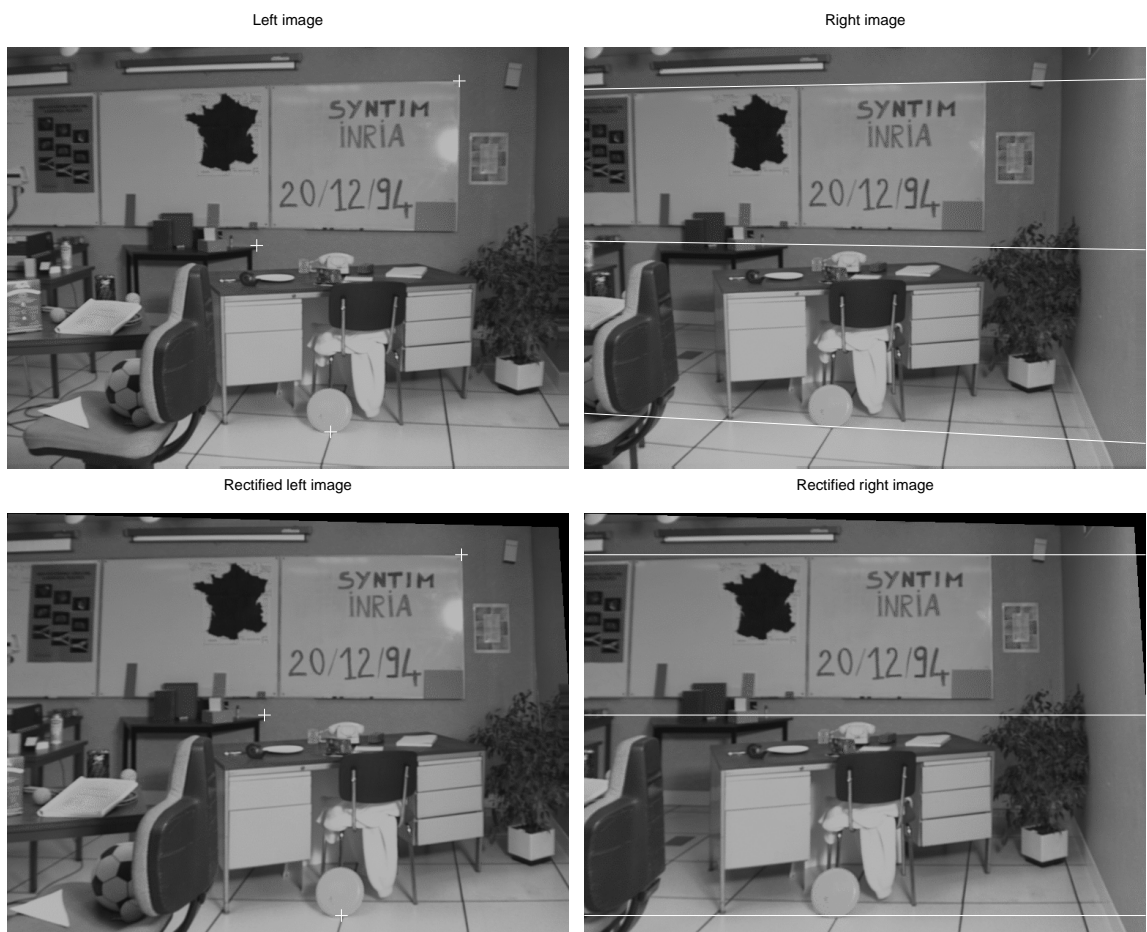 Left image
Right image
SYNTIM
INRIA
20/12/94
SYNTIM
INRIA
20/12/94
Rectified left image
Rectified right image
SYNTIM
INRIA
20/12/94
SYNTIM
INRIA
20/12/94